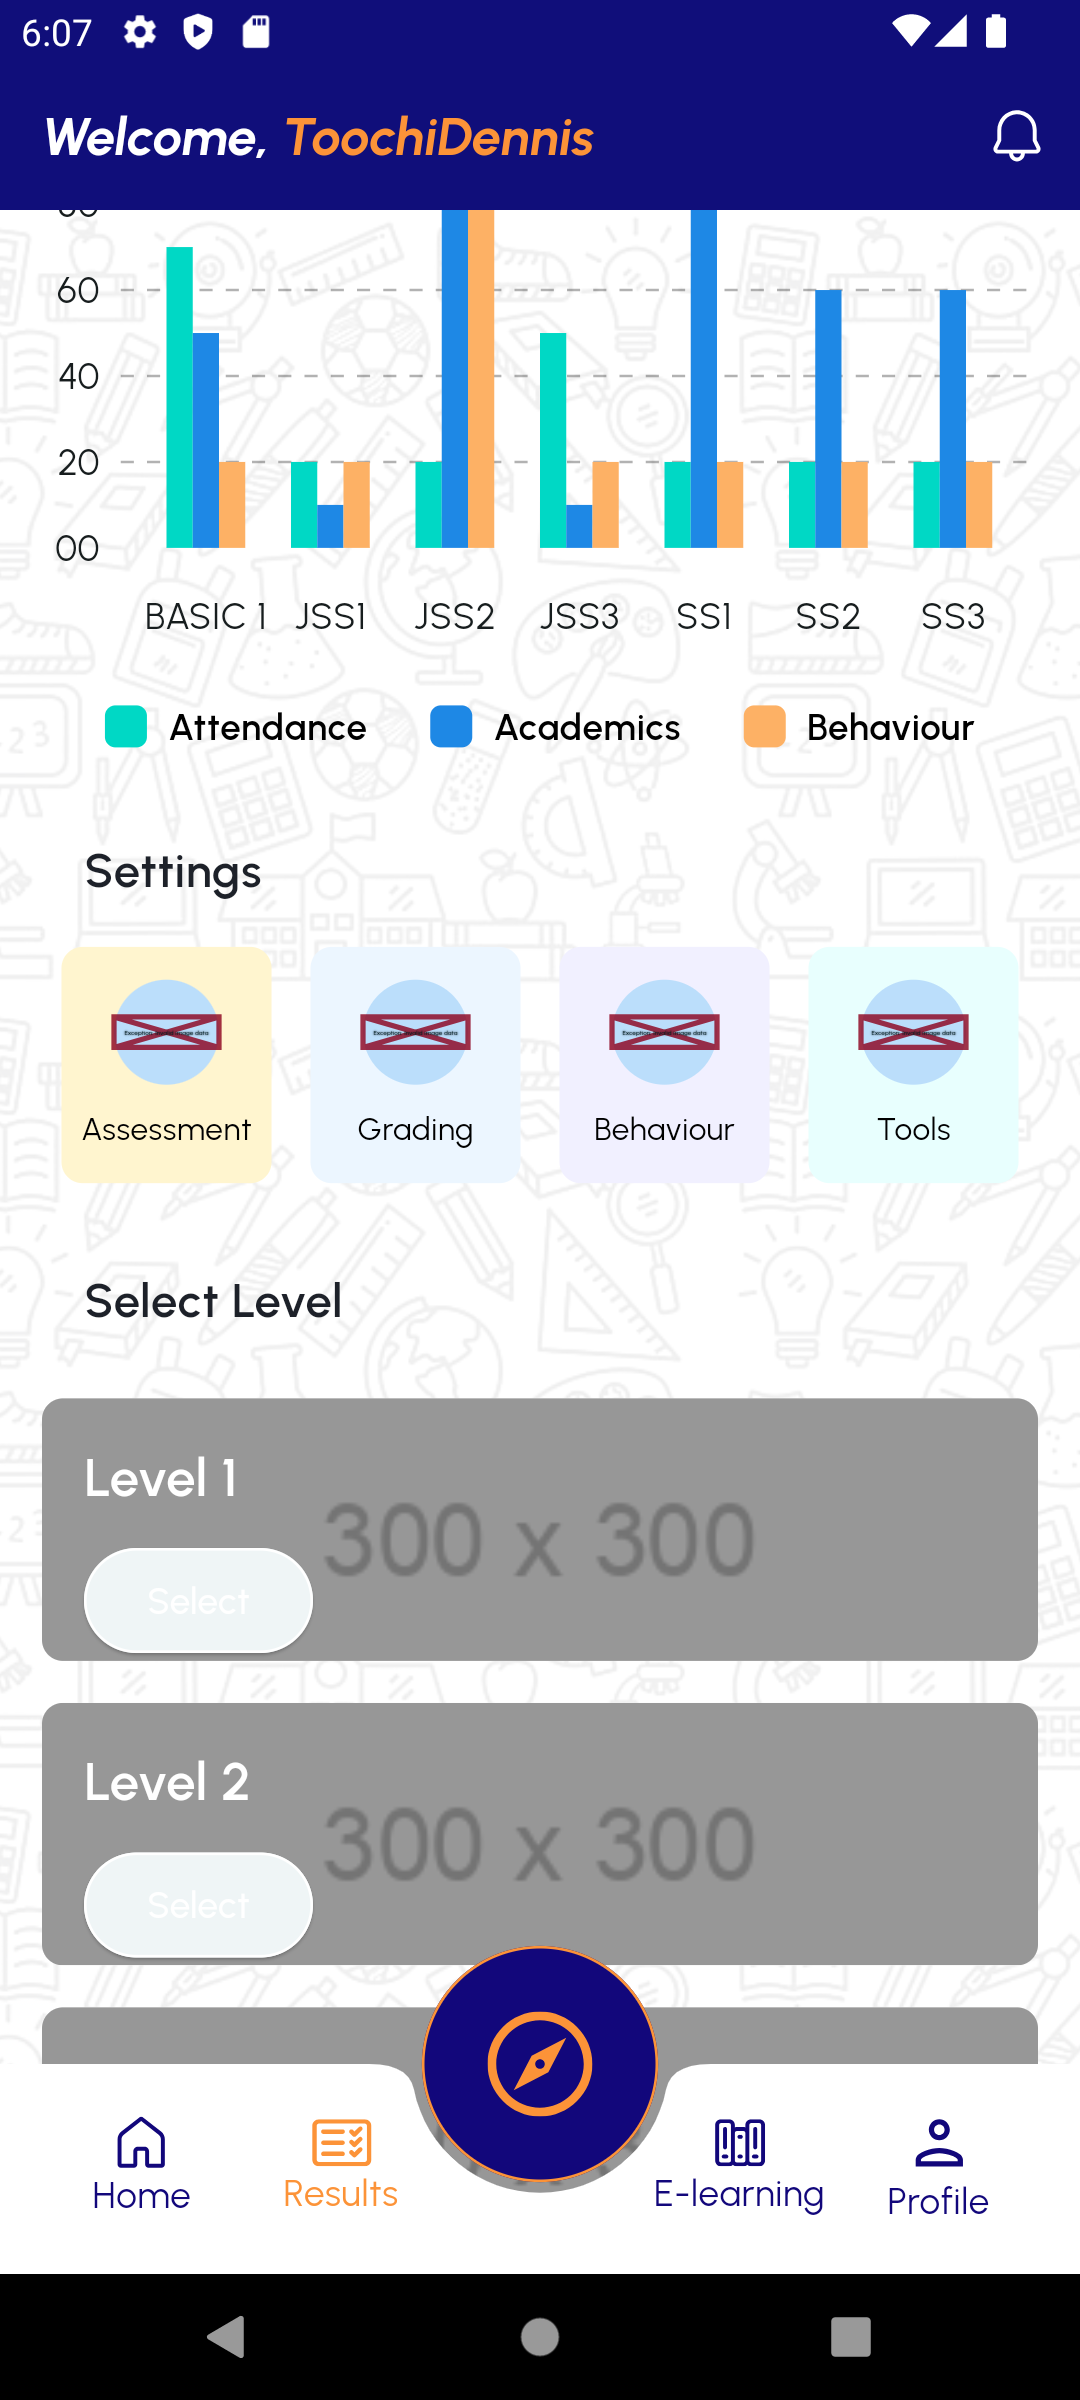 6:07
Welcome, ToochiDennis
60
40
20
00
BASIC 1 JSS1 JSS2 JSS3 SS1 SS2 SS3
Attendance Academics Behaviour
Settings
Assessment Grading Behaviour Tools
Select Level
Level 1
300 x 300
Select
Level 2
300 x 300
Select
Home Results E-learning Profile